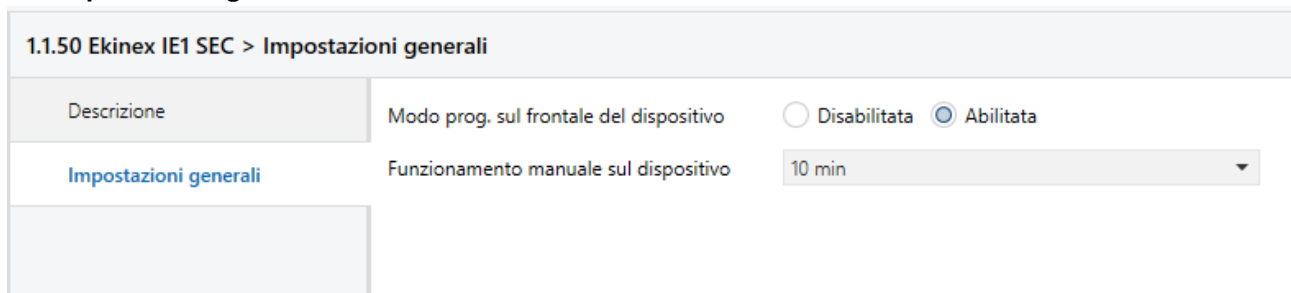 1.1.50 Ekinex IE1 SEC > Impostazioni generali
Descrizione
Modo prog. sul frontale del dispositivo Disabilitata Abilitata
Impostazioni generali
Funzionamento manuale sul dispositivo 10 min